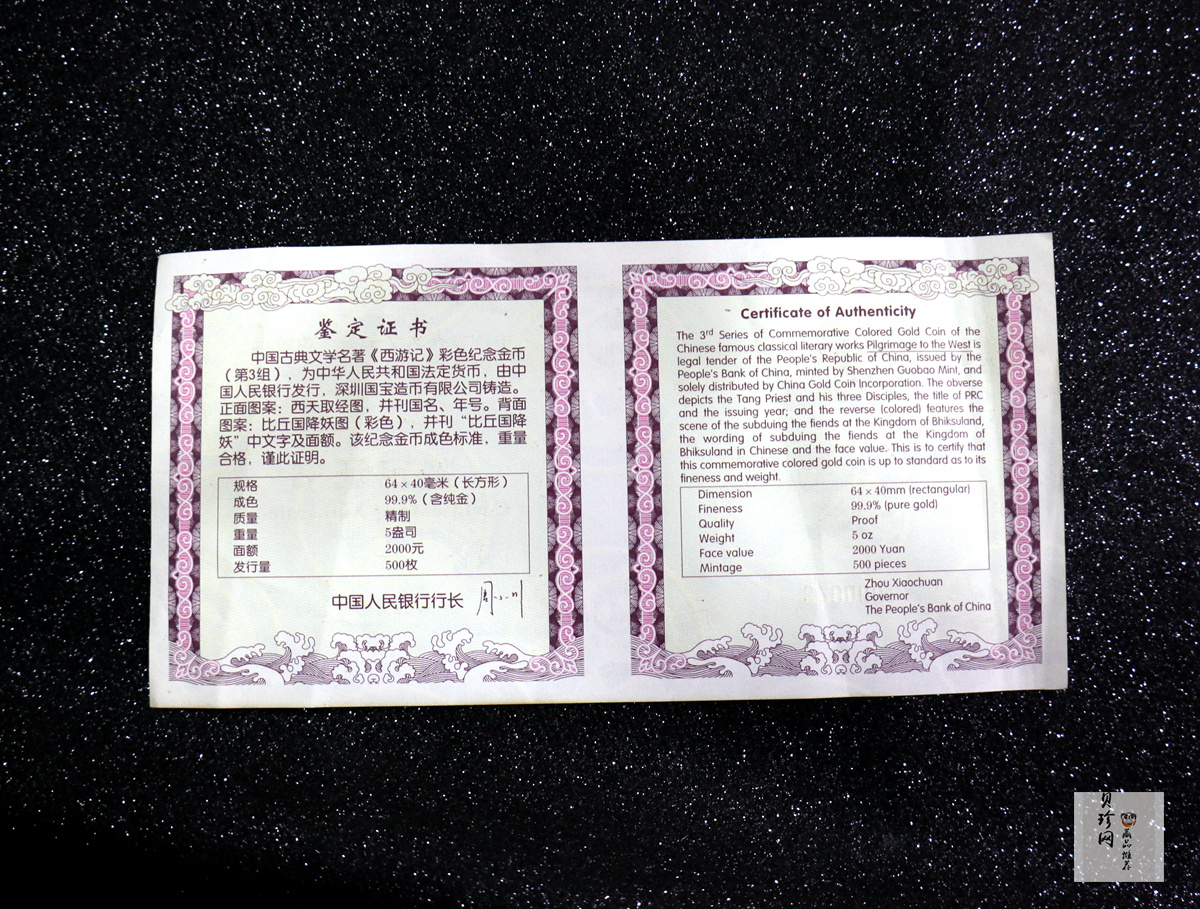 鉴定证书
中国古典文学名著《西游记》彩色纪念金币
（第3组），为中华人民共和国法定货币，由中
国人民银行发行，深圳国宝造币有限公司铸造。
正面图案：西天取经图，并刊国名、年号。背面
图案：比丘国降妖图（彩色），并刊“比丘国降
妖”中文字及面额。该纪念金币成色标准，重量
合格，谨此证明。
规格 64×40毫米（长方形）
成色 99.9%（含纯金）
质量 精制
重量 5盎司
面额 2000元
发行量 500枚
中国人民银行行长
Certificate of Authenticity
The 3rd Series of Commemorative Colored Gold Coin of the
Chinese famous classical literary works Pilgrimage to the West is
legal tender of the People's Republic of China, issued by the
People's Bank of China, minted by Shenzhen Guobao Mint, and
solely distributed by China Gold Coin Incorporation. The obverse
depicts the Tang Priest and his three Disciples, the title of PRC
and the issuing year; and the reverse (colored) features the
scene of the subduing the fiends at the Kingdom of Bhiksuland,
the wording of subduing the fiends at the Kingdom of
Bhiksuland in Chinese and the face value. This is to certify that
this commemorative colored gold coin is up to standard as to its
fineness and weight.
Dimension 64×40mm (rectangular)
Fineness 99.9% (pure gold)
Quality Proof
Weight 5 oz
Face value 2000 Yuan
Mintage 500 pieces
Zhou Xiaochuan
Governor
The People's Bank of China
贝珍网
藏品推荐